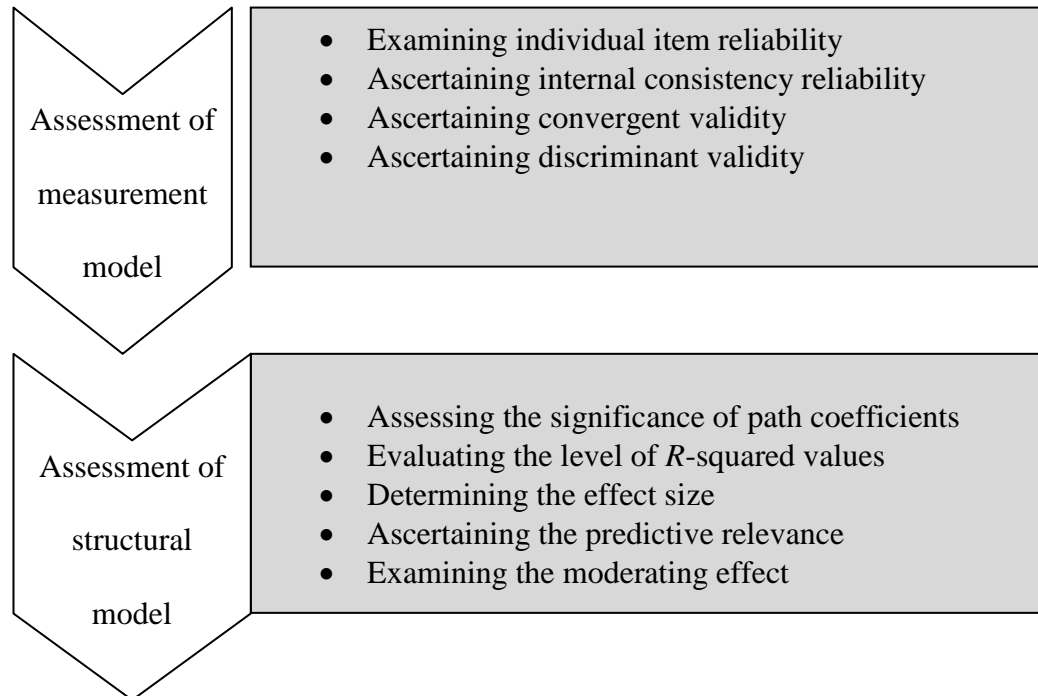 Assessment of
measurement
model
• Examining individual item reliability
• Ascertaining internal consistency reliability
• Ascertaining convergent validity
• Ascertaining discriminant validity
Assessment of
structural
model
• Assessing the significance of path coefficients
• Evaluating the level of R-squared values
• Determining the effect size
• Ascertaining the predictive relevance
• Examining the moderating effect